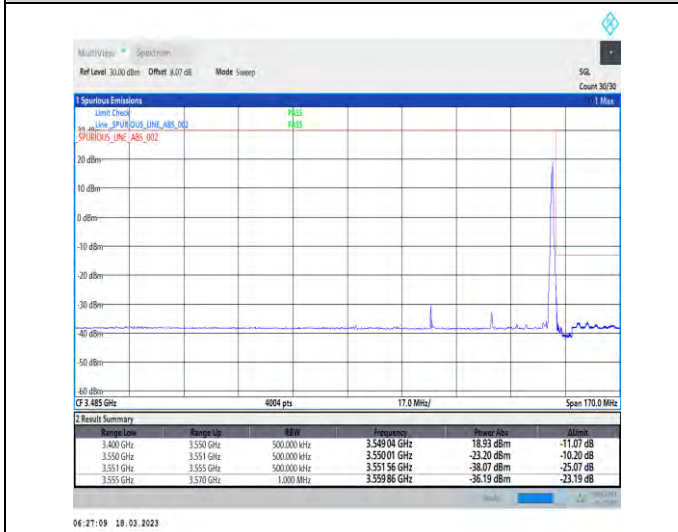 MultiView Spectrum
Ref Level 30.00 dBm Offset 8.07 dB Mode Sweep SGL
Count 30/30
1 Spurious Emissions 1 Max
Limit Check PASS
Line _SPURIOUS_LINE_ABS_002 PASS
_SPURIOUS_LINE_ABS_002
20 dBm
10 dBm
0 dBm
-10 dBm
-20 dBm
-30 dBm
-40 dBm
-50 dBm
-60 dBm
CF 3.485 GHz 4004 pts 17.0 MHz/ Span 170.0 MHz
2 Result Summary
Range Low Range Up RBW Frequency Power Abs ΔLimit
3.400 GHz 3.550 GHz 500.000 kHz 3.549 04 GHz 18.93 dBm -11.07 dB
3.550 GHz 3.551 GHz 500.000 kHz 3.550 01 GHz -23.20 dBm -10.20 dB
3.551 GHz 3.555 GHz 500.000 kHz 3.551 56 GHz -38.07 dBm -25.07 dB
3.555 GHz 3.570 GHz 1.000 MHz 3.559 86 GHz -36.19 dBm -23.19 dB
06:27:09 18.03.2023